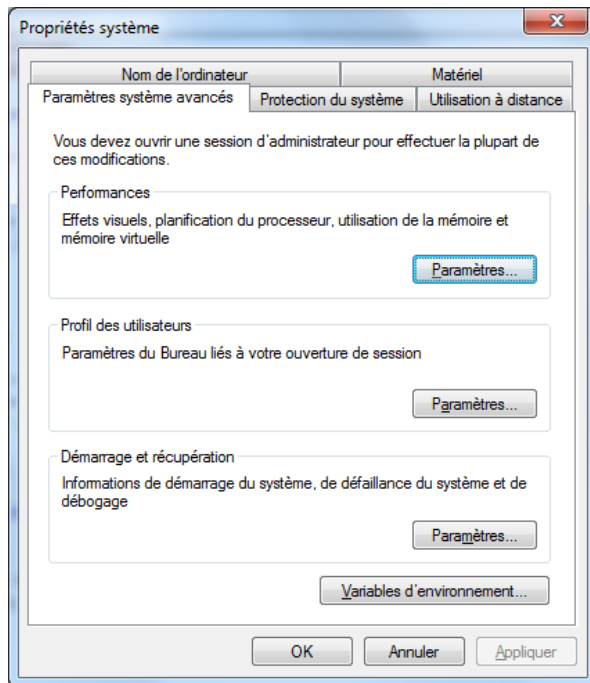 Propriétés système
Nom de l'ordinateur
Matériel
Paramètres système avancés
Protection du système
Utilisation à distance
Vous devez ouvrir une session d'administrateur pour effectuer la plupart de
ces modifications.
Performances
Effets visuels, planification du processeur, utilisation de la mémoire et
mémoire virtuelle
Paramètres...
Profil des utilisateurs
Paramètres du Bureau liés à votre ouverture de session
Paramètres...
Démarrage et récupération
Informations de démarrage du système, de défaillance du système et de
débogage
Paramètres...
Variables d'environnement...
OK
Annuler
Appliquer